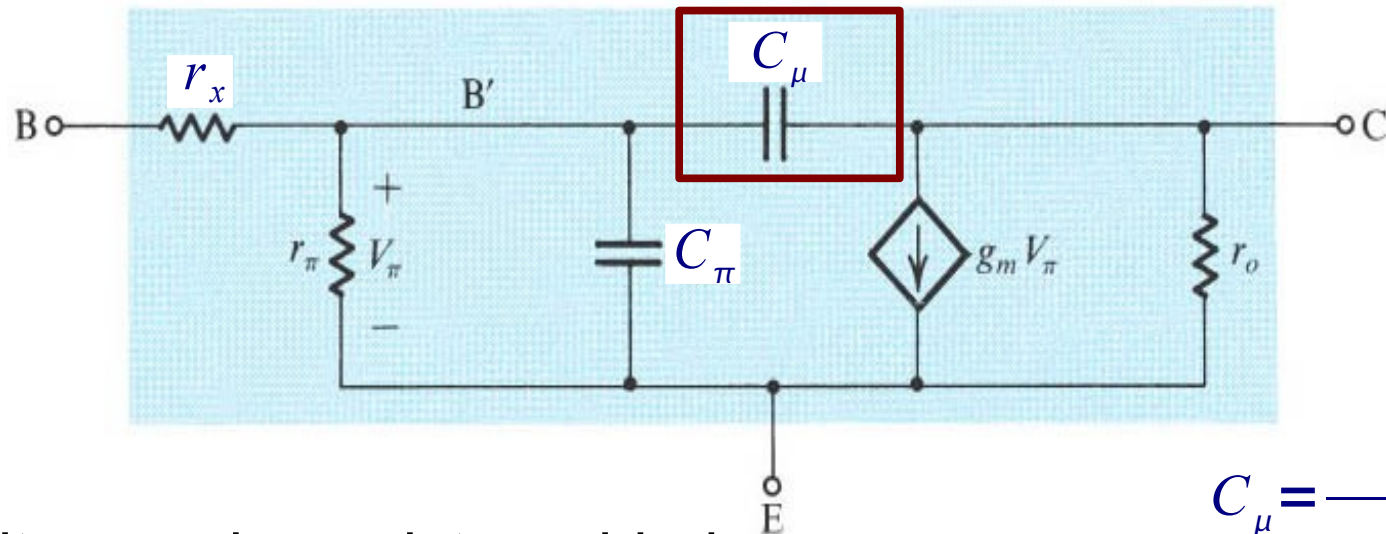 C_μ
r_x
B'
B
C
+
r_π V_π
C_π
g_m V_π
r_o
−
E
C_μ = —